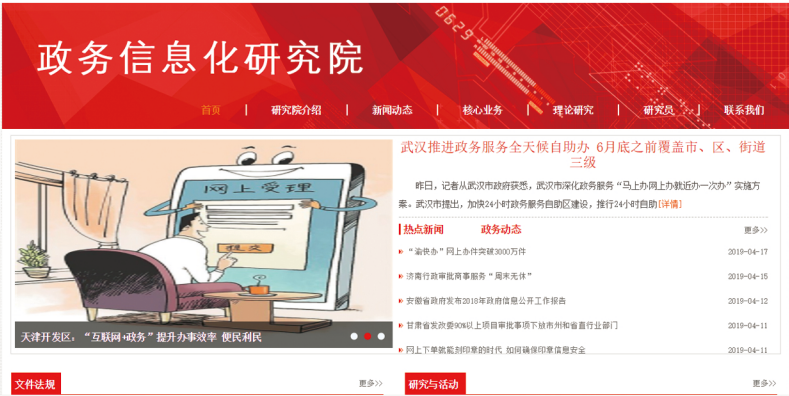 0629
政务信息化研究院
首页 | 研究院介绍 | 新闻动态 | 核心业务 | 理论研究 | 研究员 | 联系我们
网上受理
提交
天津开发区：“互联网+政务”提升办事效率 便民利民
武汉推进政务服务全天候自助办 6月底之前覆盖市、区、街道
三级
昨日，记者从武汉市政府获悉，武汉市深化政务服务“马上办网上办就近办一次办”实施方
案。武汉市提出，加快24小时政务服务自助区建设，推行24小时自助[详情]
热点新闻 政务动态 更多>>
“渝快办”网上办件突破3000万件 2019-04-17
济南行政审批商事服务“周末无休” 2019-04-15
安徽省政府发布2018年政府信息公开工作报告 2019-04-12
甘肃省发改委90%以上项目审批事项下放市州和省直行业部门 2019-04-11
网上下单就能刻印章的时代 如何确保印章信息安全 2019-04-11
文件法规 更多>>
研究与活动 更多>>